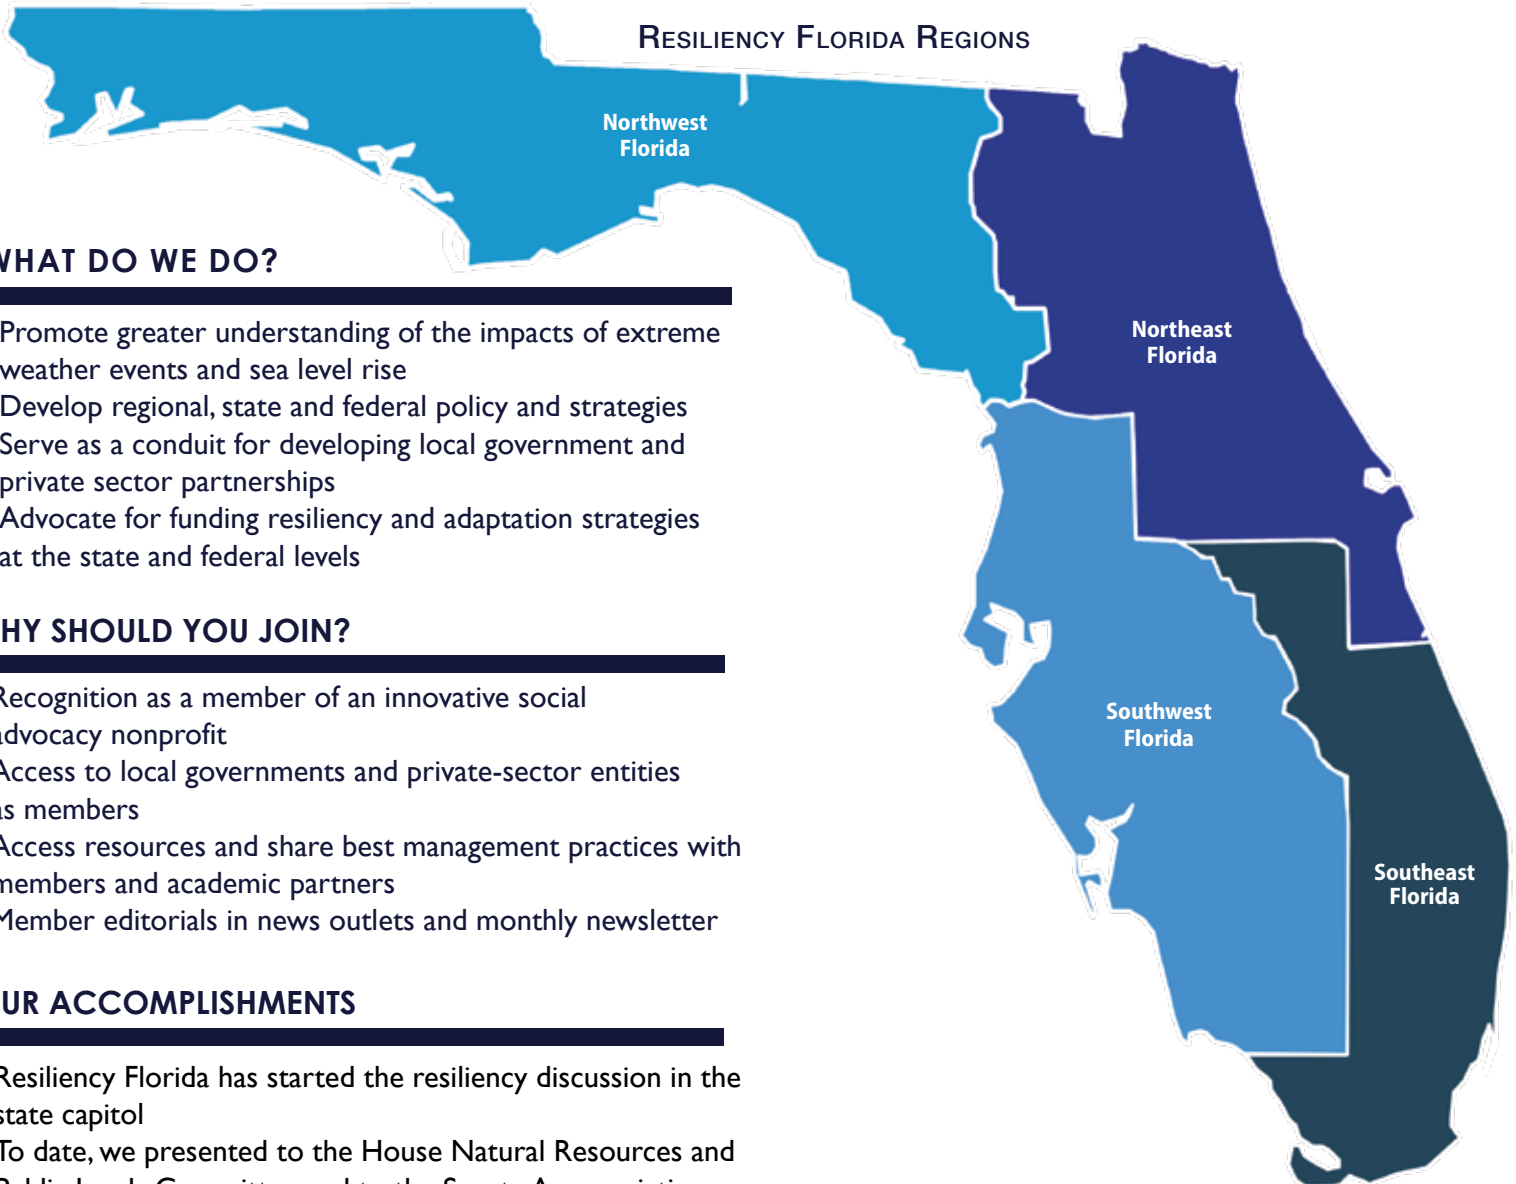 Resiliency Florida Regions
Northwest
Florida
Northeast
Florida
Southwest
Florida
Southeast
Florida
WHAT DO WE DO?
Promote greater understanding of the impacts of extreme
weather events and sea level rise
Develop regional, state and federal policy and strategies
Serve as a conduit for developing local government and
private sector partnerships
Advocate for funding resiliency and adaptation strategies
at the state and federal levels
HY SHOULD YOU JOIN?
Recognition as a member of an innovative social
advocacy nonprofit
Access to local governments and private-sector entities
as members
Access resources and share best management practices with
members and academic partners
Member editorials in news outlets and monthly newsletter
UR ACCOMPLISHMENTS
Resiliency Florida has started the resiliency discussion in the
state capitol
To date, we presented to the House Natural Resources and